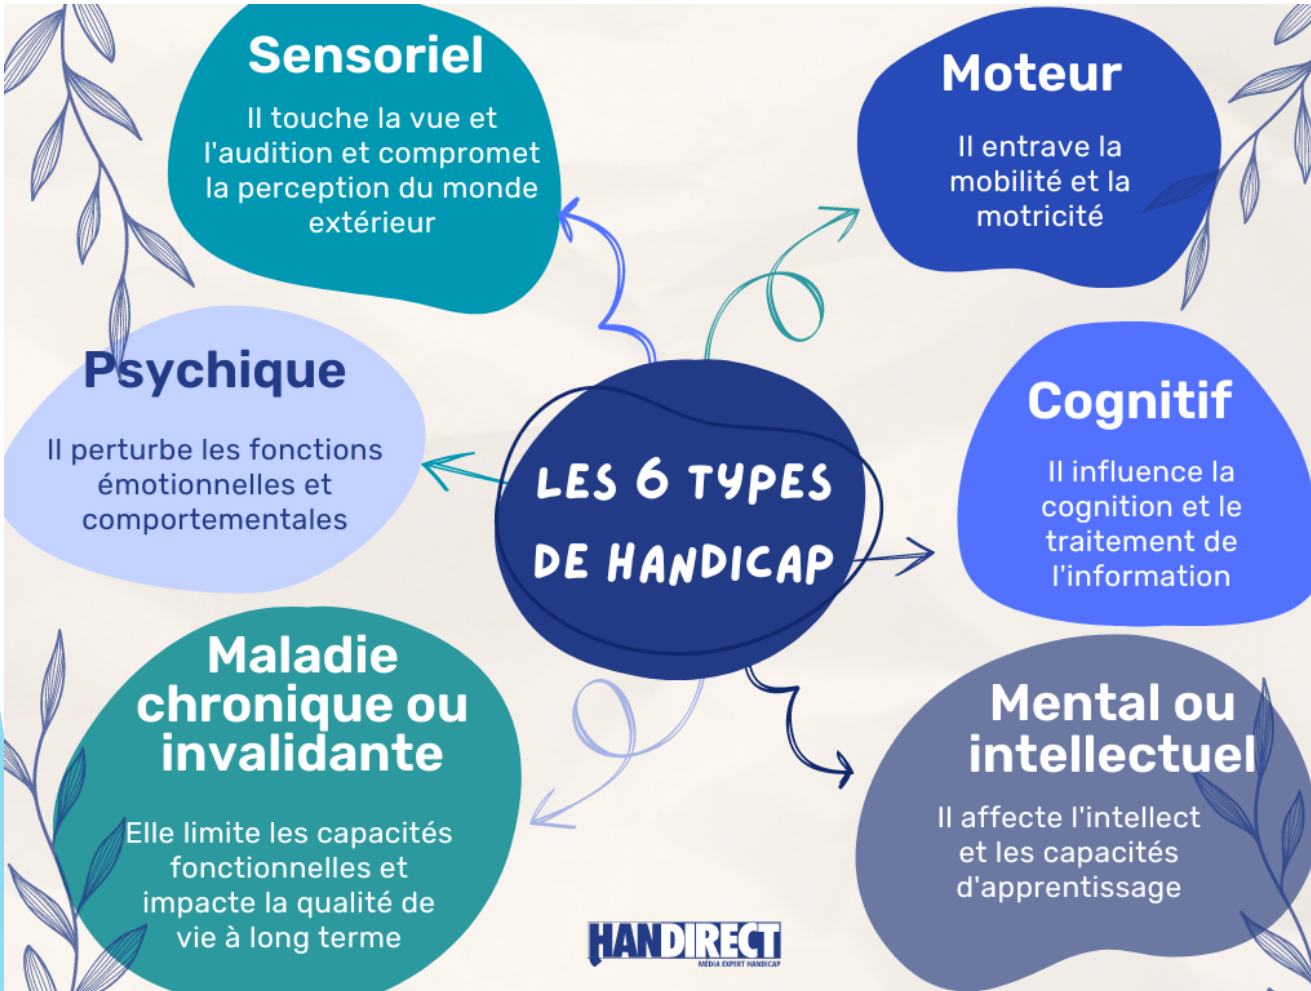 Sensoriel
Il touche la vue et
l'audition et compromet
la perception du monde
extérieur
Moteur
Il entrave la
mobilité et la
motricité
Psychique
Il perturbe les fonctions
émotionnelles et
comportementales
LES 6 TYPES
DE HANDICAP
Cognitif
Il influence la
cognition et le
traitement de
l'information
Maladie
chronique ou
invalidante
Elle limite les capacités
fonctionnelles et
impacte la qualité de
vie à long terme
Mental ou
intellectuel
Il affecte l'intellect
et les capacités
d'apprentissage
HANDIRECT
MÉDIA EXPERT HANDICAP